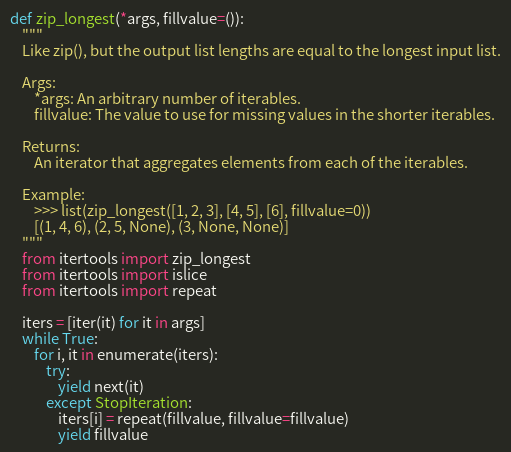 def zip_longest(*args, fillvalue=()):
"""
Like zip(), but the output list lengths are equal to the longest input list.
Args:
*args: An arbitrary number of iterables.
fillvalue: The value to use for missing values in the shorter iterables.
Returns:
An iterator that aggregates elements from each of the iterables.
Example:
>>> list(zip_longest([1, 2, 3], [4, 5], [6], fillvalue=0))
[(1, 4, 6), (2, 5, None), (3, None, None)]
"""
from itertools import zip_longest
from itertools import islice
from itertools import repeat
iters = [iter(it) for it in args]
while True:
for i, it in enumerate(iters):
try:
yield next(it)
except StopIteration:
iters[i] = repeat(fillvalue, fillvalue=fillvalue)
yield fillvalue